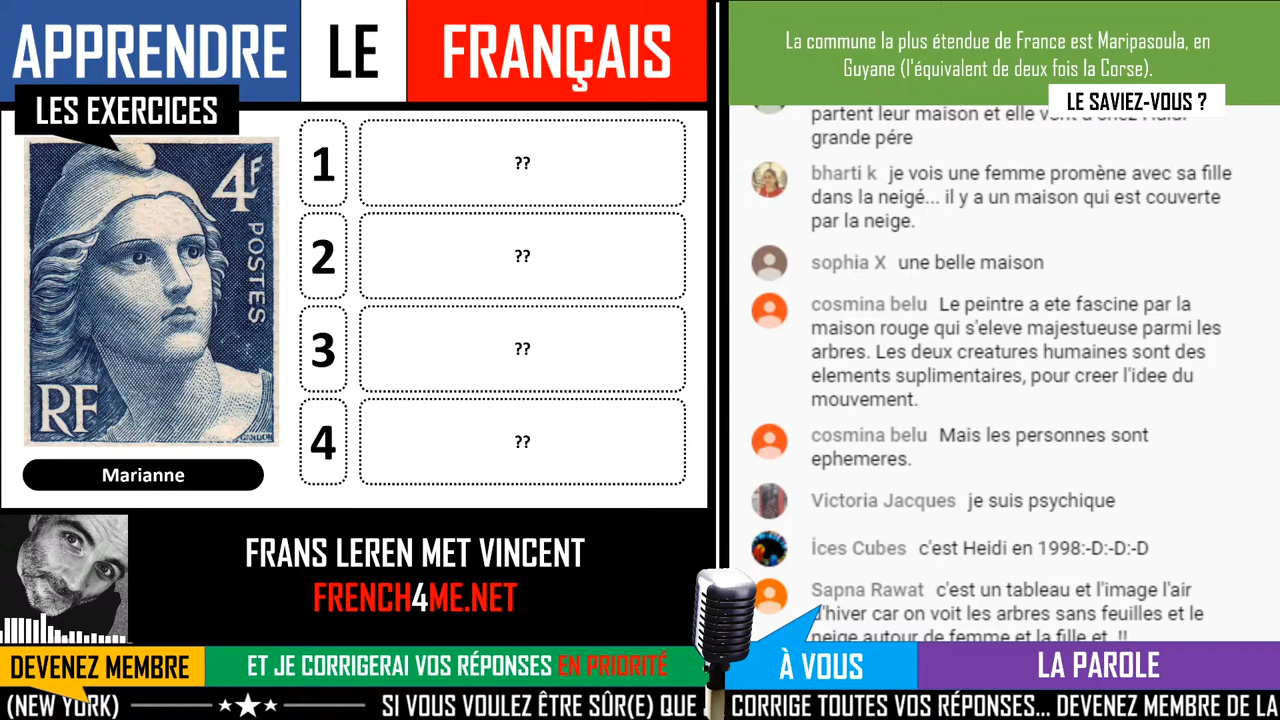 APPRENDRE LE FRANÇAIS
LES EXERCICES
4F
POSTES
RF
GANDON
Marianne
1 ??
2 ??
3 ??
4 ??
FRANS LEREN MET VINCENT
FRENCH4ME.NET
DEVENEZ MEMBRE
ET JE CORRIGERAI VOS RÉPONSES EN PRIORITÉ
La commune la plus étendue de France est Maripasoula, en
Guyane (l'équivalent de deux fois la Corse).
LE SAVIEZ-VOUS ?
partent leur maison et elle vont a chez
grande pére
bharti k je vois une femme promène avec sa fille
dans la neigé... il y a un maison qui est couverte
par la neige.
sophia X une belle maison
cosmina belu Le peintre a ete fascine par la
maison rouge qui s'eleve majestueuse parmi les
arbres. Les deux creatures humaines sont des
elements suplimentaires, pour creer l'idee du
mouvement.
cosmina belu Mais les personnes sont
ephemeres.
Victoria Jacques je suis psychique
İces Cubes c'est Heidi en 1998:-D:-D:-D
Sapna Rawat c'est un tableau et l'image l'air
d'hiver car on voit les arbres sans feuilles et le
neige autour de femme et la fille et !!
À VOUS LA PAROLE
(NEW YORK) SI VOUS VOULEZ ÊTRE SÛR(E) QUE CORRIGE TOUTES VOS RÉPONSES... DEVENEZ MEMBRE DE LA